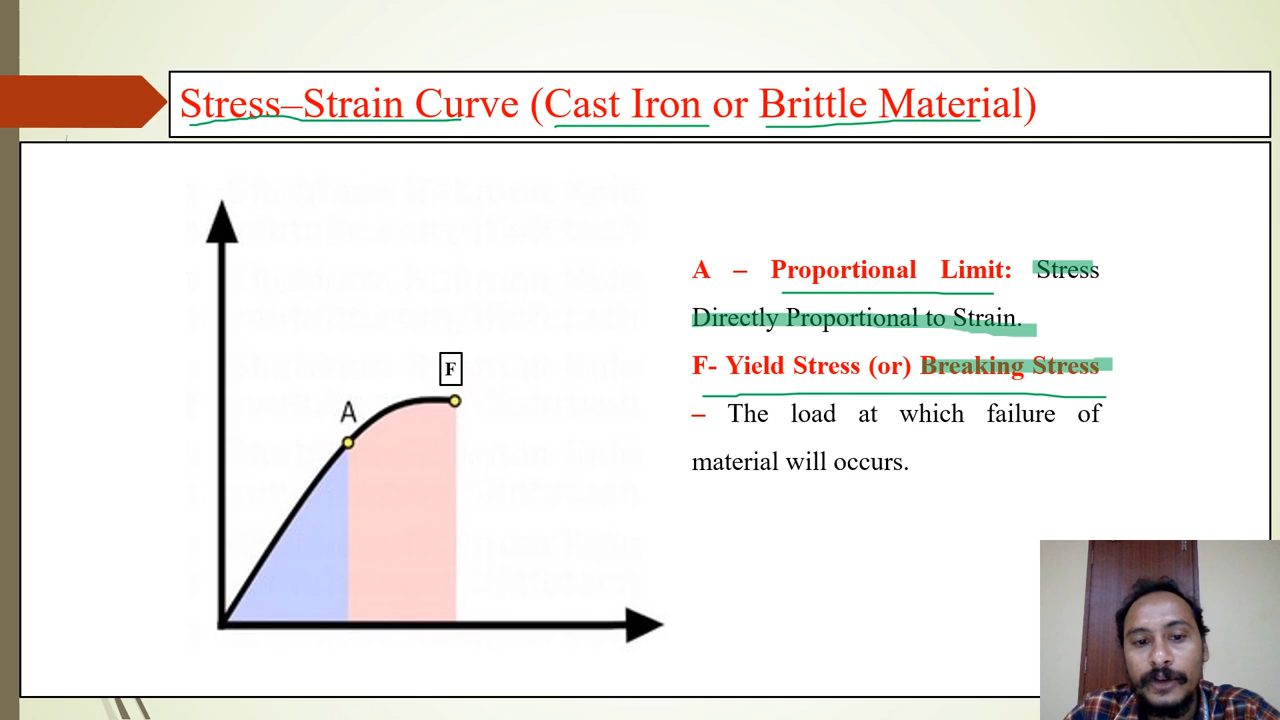 Stress–Strain Curve (Cast Iron or Brittle Material)
A – Proportional Limit: Stress
Directly Proportional to Strain.
F- Yield Stress (or) Breaking Stress
– The load at which failure of
material will occurs.
F
A